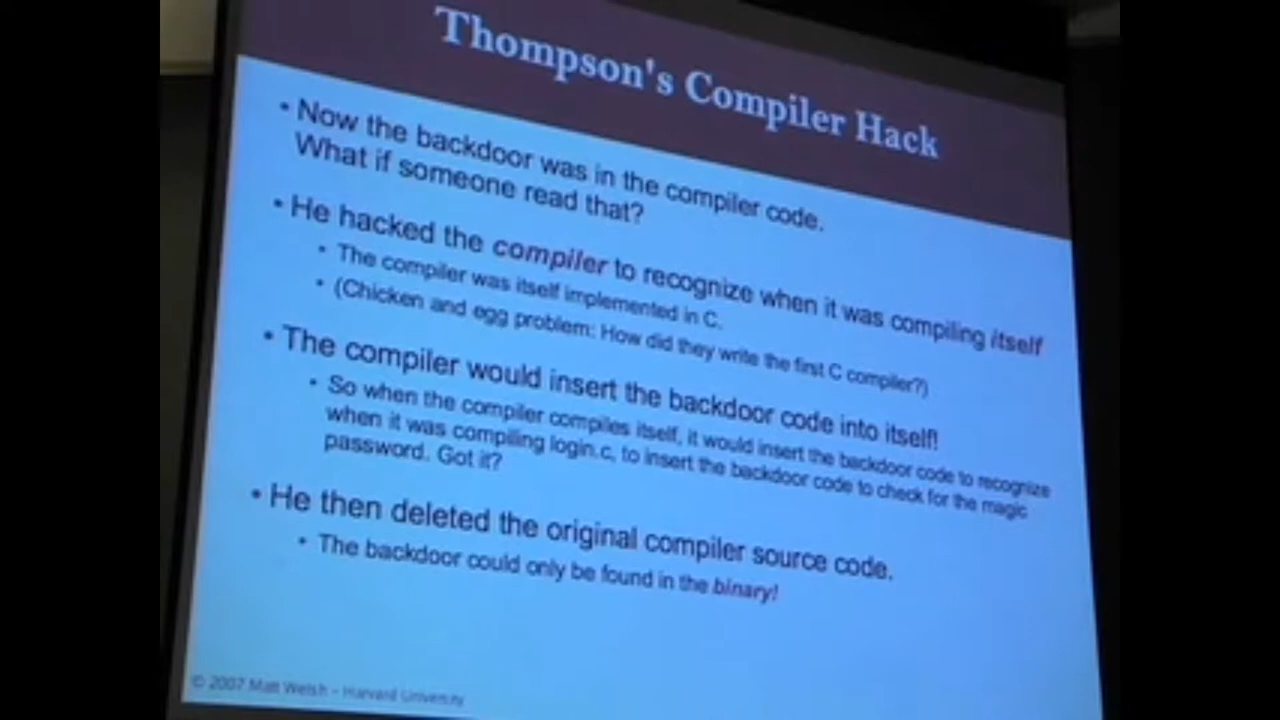 Thompson's Compiler Hack
• Now the backdoor was in the compiler code.
What if someone read that?
• He hacked the compiler to recognize when it was compiling itself
• The compiler was itself implemented in C.
• (Chicken and egg problem: How did they write the first C compiler?)
• The compiler would insert the backdoor code into itself!
• So when the compiler compiles itself, it would insert the backdoor code to recognize
when it was compiling login.c, to insert the backdoor code to check for the magic
password. Got it?
• He then deleted the original compiler source code.
• The backdoor could only be found in the binary!
© 2007 Matt Welsh – Harvard University